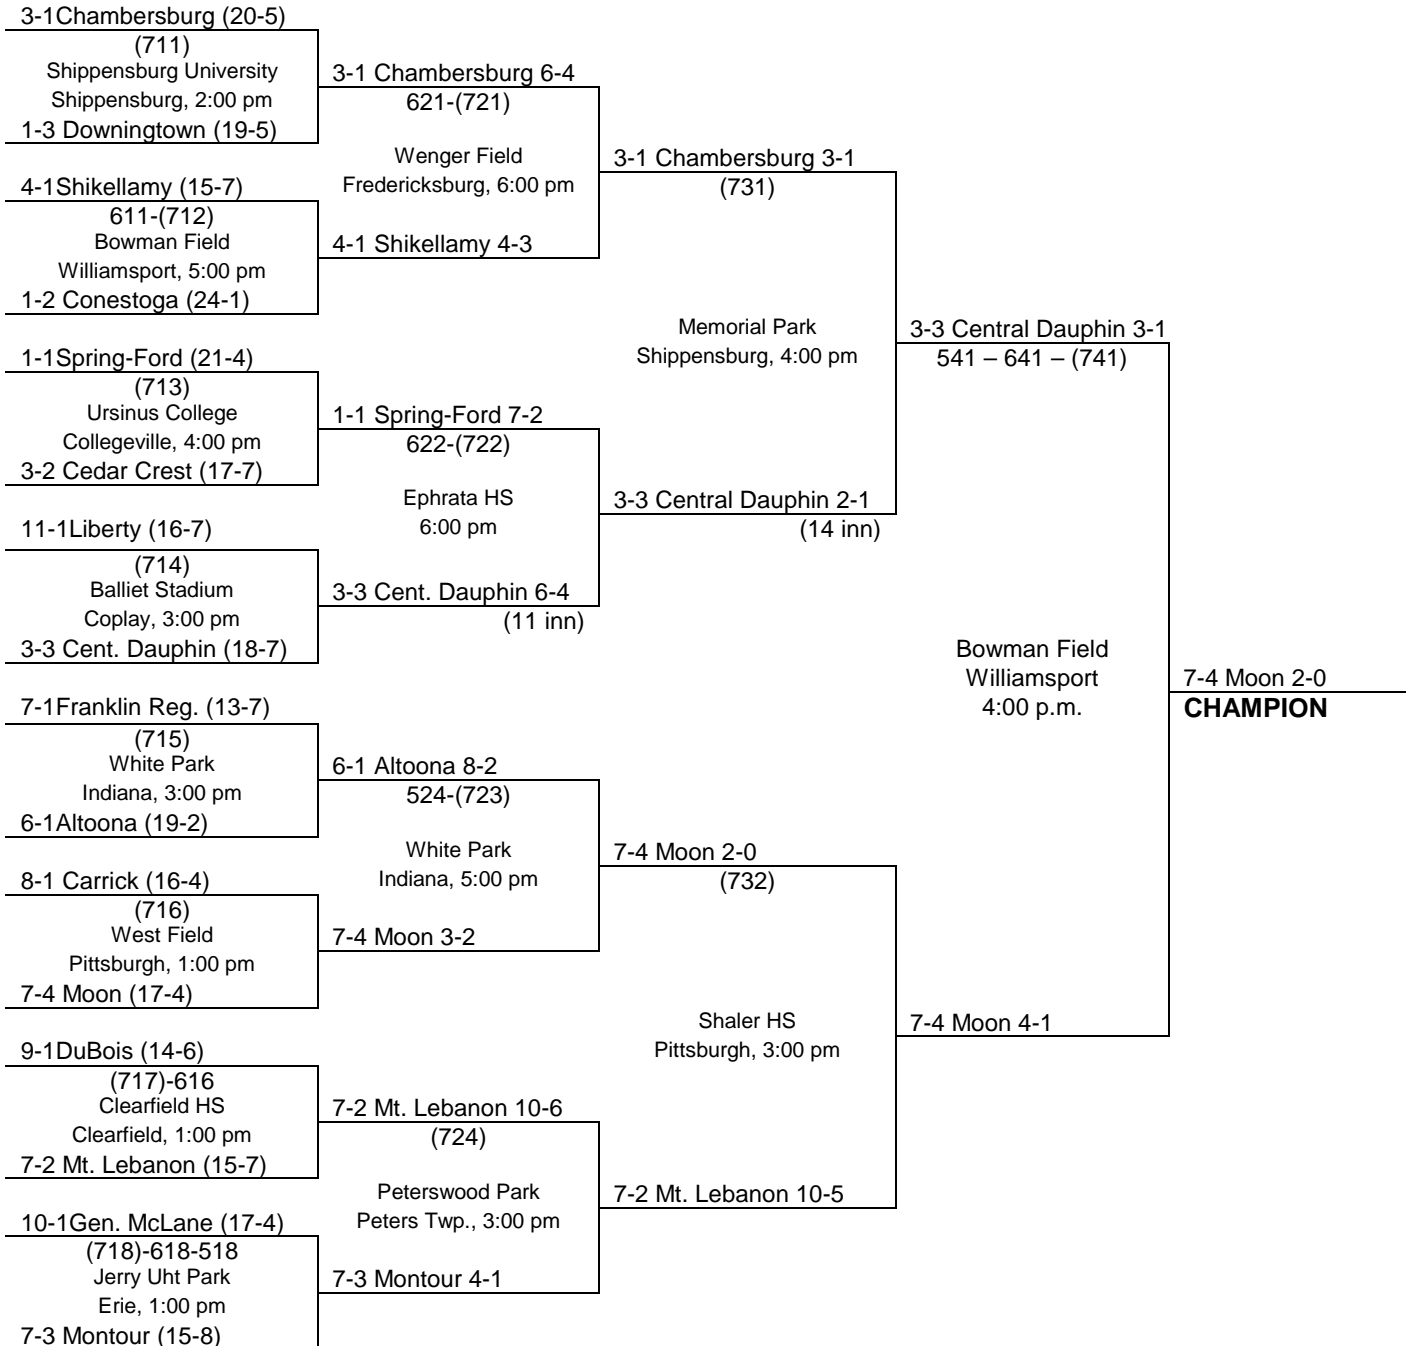 3-1Chambersburg (20-5)
(711)
Shippensburg University
Shippensburg, 2:00 pm
1-3 Downingtown (19-5)
4-1Shikellamy (15-7)
611-(712)
Bowman Field
Williamsport, 5:00 pm
1-2 Conestoga (24-1)
1-1Spring-Ford (21-4)
(713)
Ursinus College
Collegeville, 4:00 pm
3-2 Cedar Crest (17-7)
11-1Liberty (16-7)
(714)
Balliet Stadium
Coplay, 3:00 pm
3-3 Cent. Dauphin (18-7)
7-1Franklin Reg. (13-7)
(715)
White Park
Indiana, 3:00 pm
6-1Altoona (19-2)
8-1 Carrick (16-4)
(716)
West Field
Pittsburgh, 1:00 pm
7-4 Moon (17-4)
9-1DuBois (14-6)
(717)-616
Clearfield HS
Clearfield, 1:00 pm
7-2 Mt. Lebanon (15-7)
10-1Gen. McLane (17-4)
(718)-618-518
Jerry Uht Park
Erie, 1:00 pm
7-3 Montour (15-8)
3-1 Chambersburg 6-4
621-(721)
Wenger Field
Fredericksburg, 6:00 pm
4-1 Shikellamy 4-3
1-1 Spring-Ford 7-2
622-(722)
Ephrata HS
6:00 pm
3-3 Cent. Dauphin 6-4
(11 inn)
6-1 Altoona 8-2
524-(723)
White Park
Indiana, 5:00 pm
7-4 Moon 3-2
7-2 Mt. Lebanon 10-6
(724)
Peterswood Park
Peters Twp., 3:00 pm
7-3 Montour 4-1
3-1 Chambersburg 3-1
(731)
Memorial Park
Shippensburg, 4:00 pm
3-3 Central Dauphin 2-1
(14 inn)
7-4 Moon 2-0
(732)
Shaler HS
Pittsburgh, 3:00 pm
7-2 Mt. Lebanon 10-5
3-3 Central Dauphin 3-1
541 – 641 – (741)
Bowman Field
Williamsport
4:00 p.m.
7-4 Moon 4-1
7-4 Moon 2-0
CHAMPION